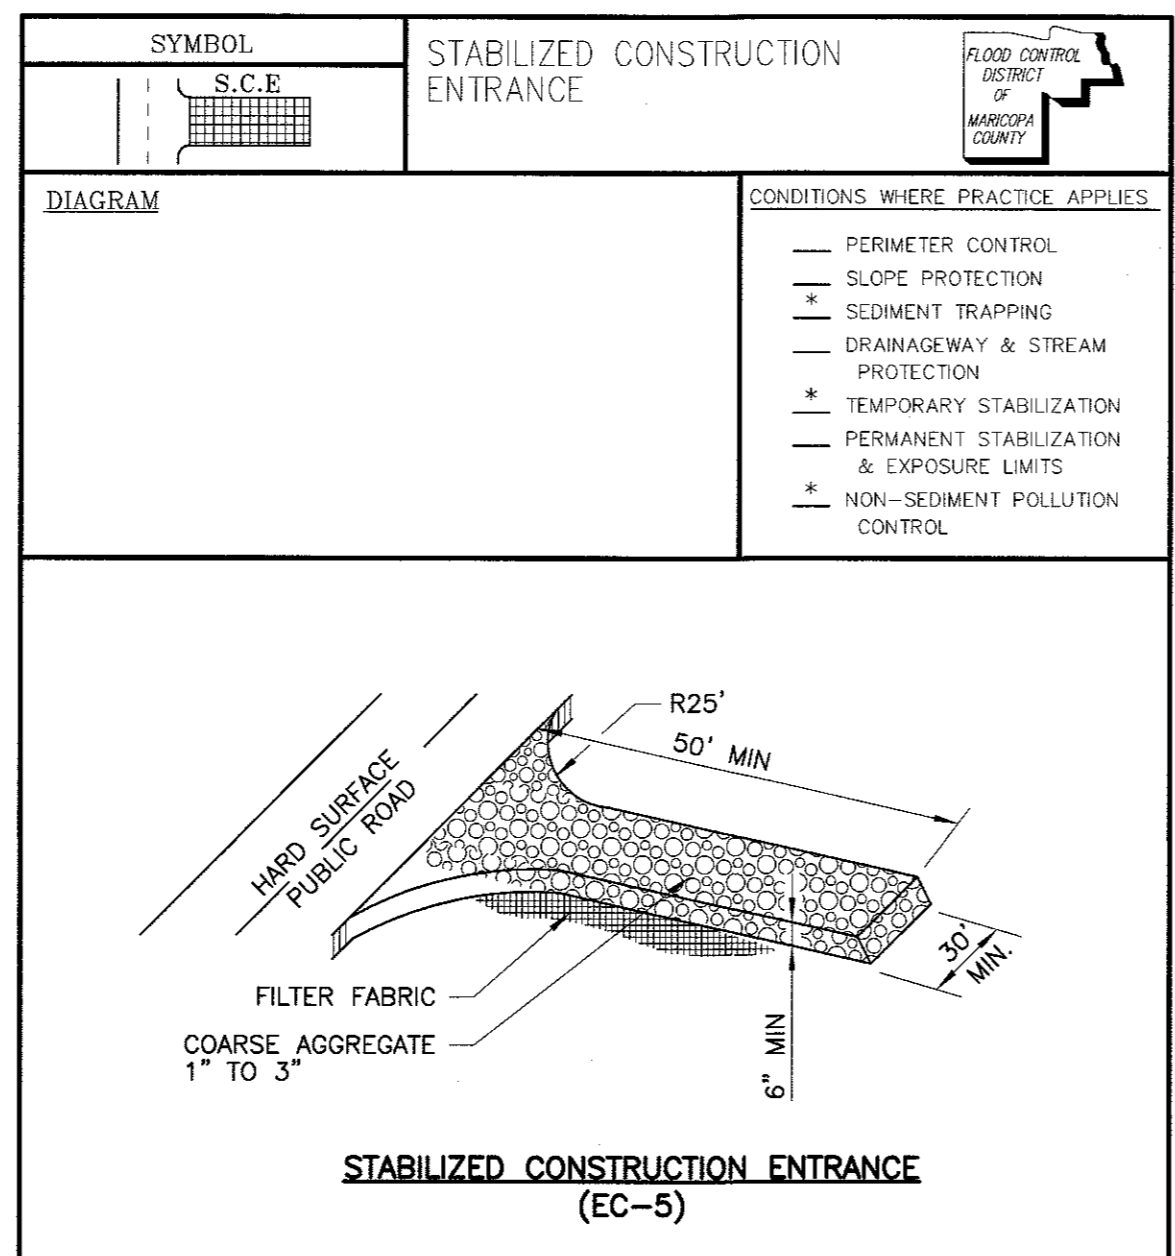 SYMBOL
S.C.E
STABILIZED CONSTRUCTION
ENTRANCE
FLOOD CONTROL
DISTRICT
OF
MARICOPA
COUNTY
DIAGRAM
CONDITIONS WHERE PRACTICE APPLIES
PERIMETER CONTROL
SLOPE PROTECTION
* SEDIMENT TRAPPING
DRAINAGEWAY & STREAM
PROTECTION
* TEMPORARY STABILIZATION
PERMANENT STABILIZATION
& EXPOSURE LIMITS
* NON-SEDIMENT POLLUTION
CONTROL
R25'
50' MIN
HARD SURFACE
PUBLIC ROAD
30'
MIN.
FILTER FABRIC
COARSE AGGREGATE
1" TO 3"
6" MIN
STABILIZED CONSTRUCTION ENTRANCE
(EC-5)